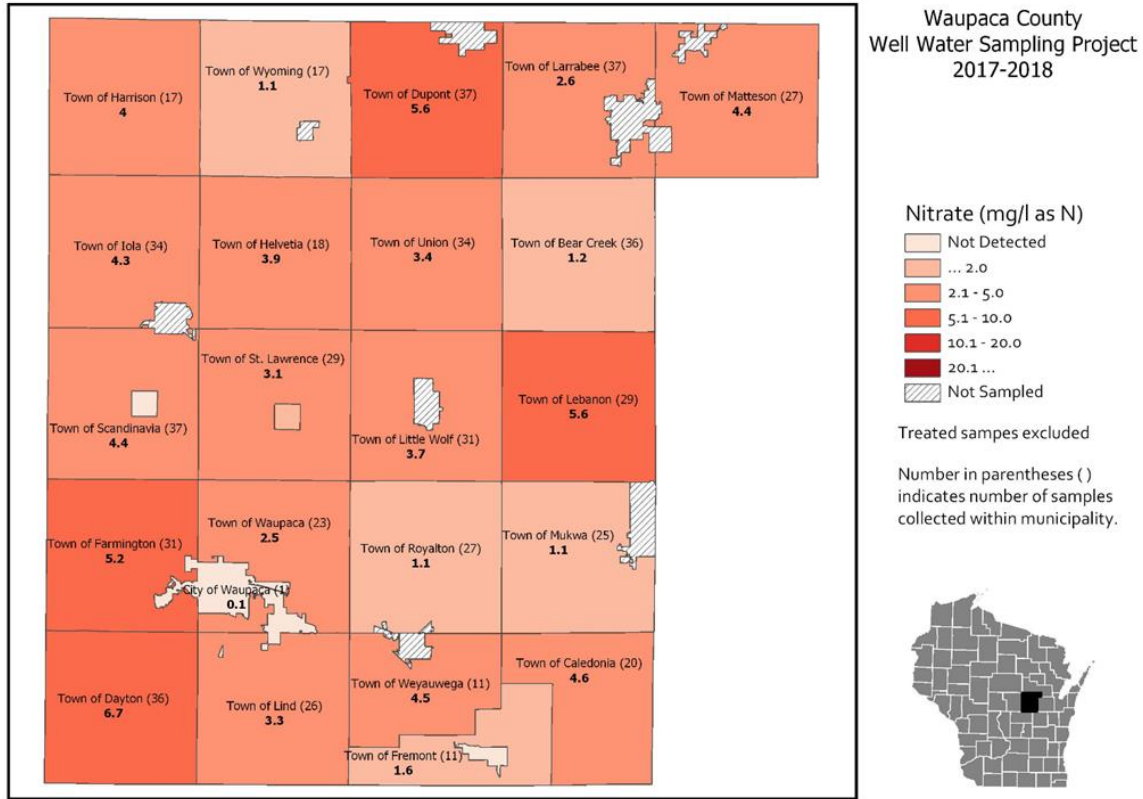 Waupaca County
Well Water Sampling Project
2017-2018
Town of Harrison (17)
4
Town of Wyoming (17)
1.1
Town of Dupont (37)
5.6
Town of Larrabee (37)
2.6
Town of Matteson (27)
4.4
Town of Iola (34)
4.3
Town of Helvetia (18)
3.9
Town of Union (34)
3.4
Town of Bear Creek (36)
1.2
Town of Scandinavia (37)
4.4
Town of St. Lawrence (29)
3.1
Town of Little Wolf (31)
3.7
Town of Lebanon (29)
5.6
Town of Farmington (31)
5.2
Town of Waupaca (23)
2.5
City of Waupaca (1)
0.1
Town of Royalton (27)
1.1
Town of Mukwa (25)
1.1
Town of Dayton (36)
6.7
Town of Lind (26)
3.3
Town of Weyauwega (11)
4.5
Town of Caledonia (20)
4.6
Town of Fremont (11)
1.6
Nitrate (mg/l as N)
Not Detected
... 2.0
2.1 - 5.0
5.1 - 10.0
10.1 - 20.0
20.1 ...
Not Sampled
Treated sampes excluded
Number in parentheses ( )
indicates number of samples
collected within municipality.